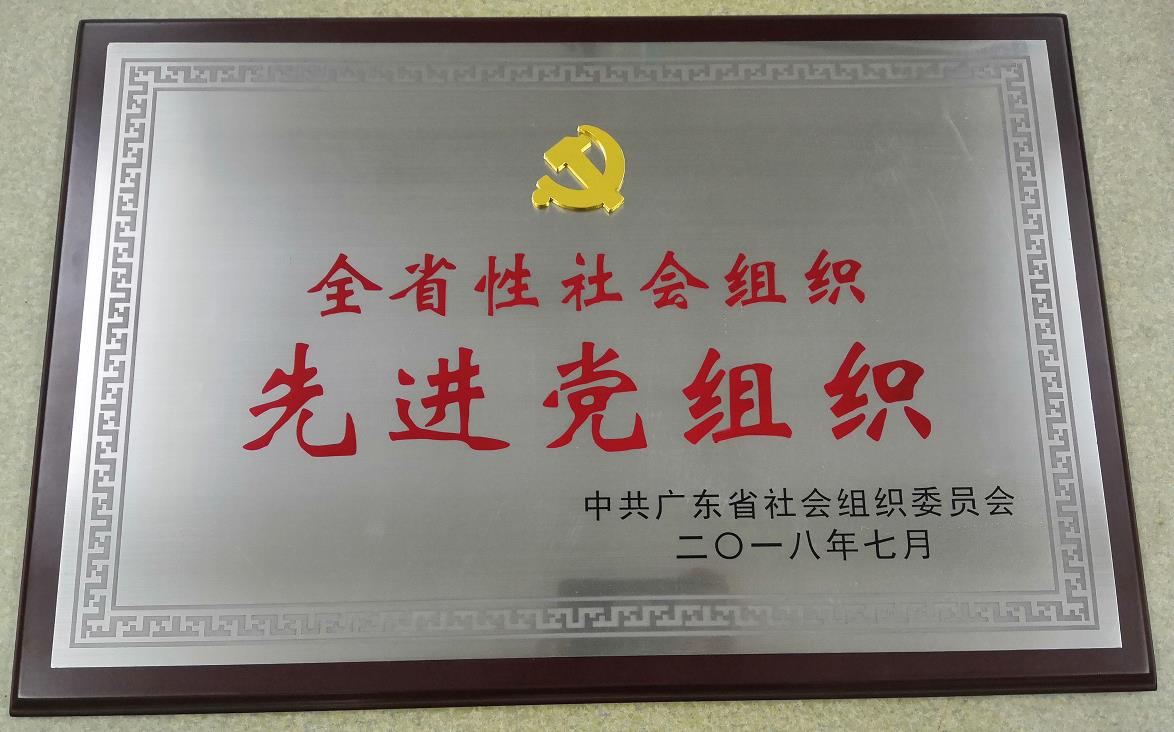 全省性社会组织
先进党组织
中共广东省社会组织委员会
二〇一八年七月